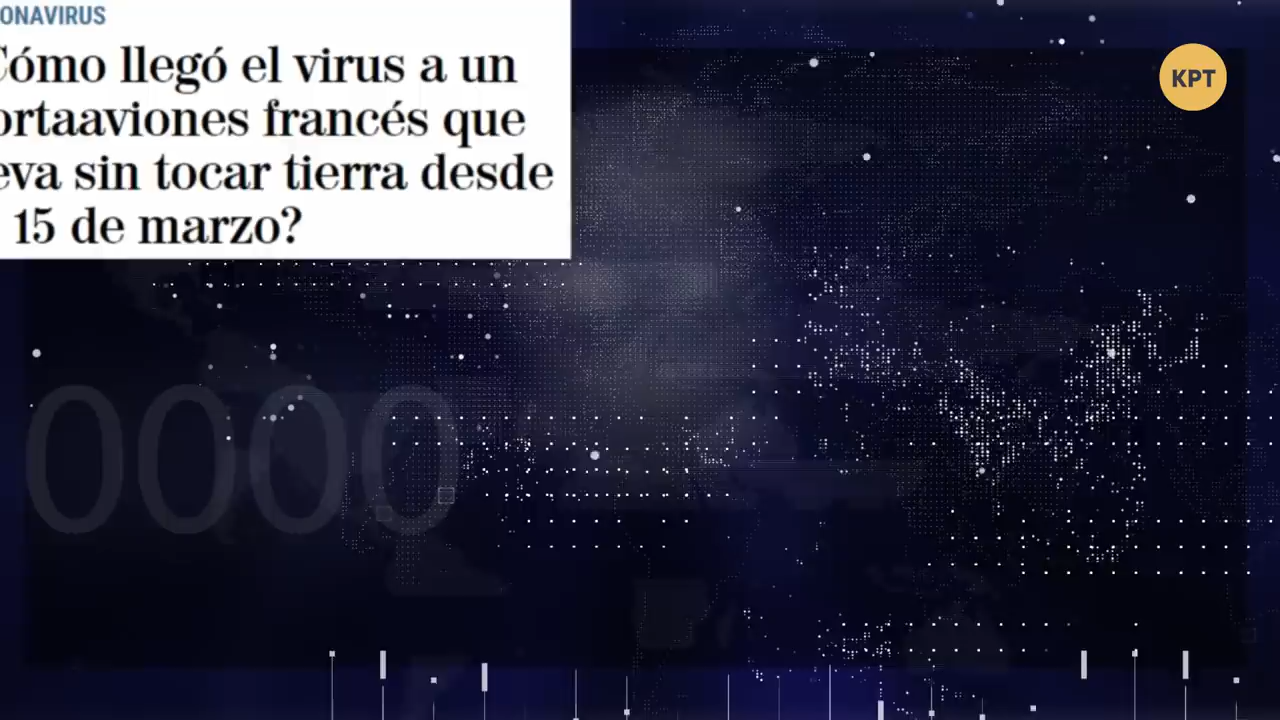 ONAVIRUS
Cómo llegó el virus a un
ortaaviones francés que
eva sin tocar tierra desde
15 de marzo?
KPT
0000